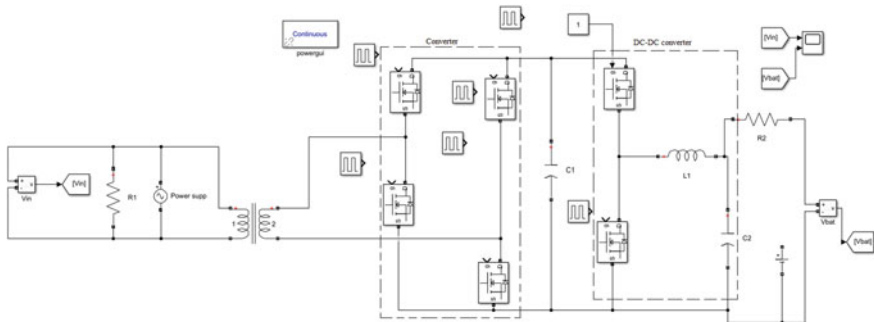 Continuous
powergui
Converter
1
DC-DC converter
[Vin]
[Vbat]
R2
C1
L1
+
-
v
Vin
[Vin]
R1
Power supp
1
2
C2
+
-
v
Vbat
[Vbat]